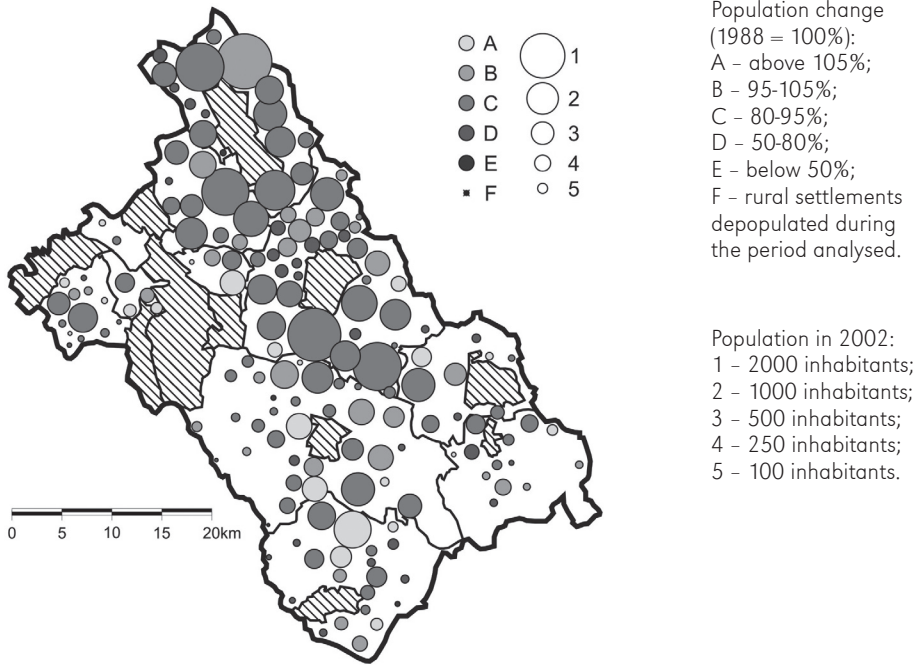 A
B
C
D
E
F
1
2
3
4
5
Population change
(1988 = 100%):
A – above 105%;
B – 95-105%;
C – 80-95%;
D – 50-80%;
E – below 50%;
F – rural settlements
depopulated during
the period analysed.
Population in 2002:
1 – 2000 inhabitants;
2 – 1000 inhabitants;
3 – 500 inhabitants;
4 – 250 inhabitants;
5 – 100 inhabitants.
0 5 10 15 20km